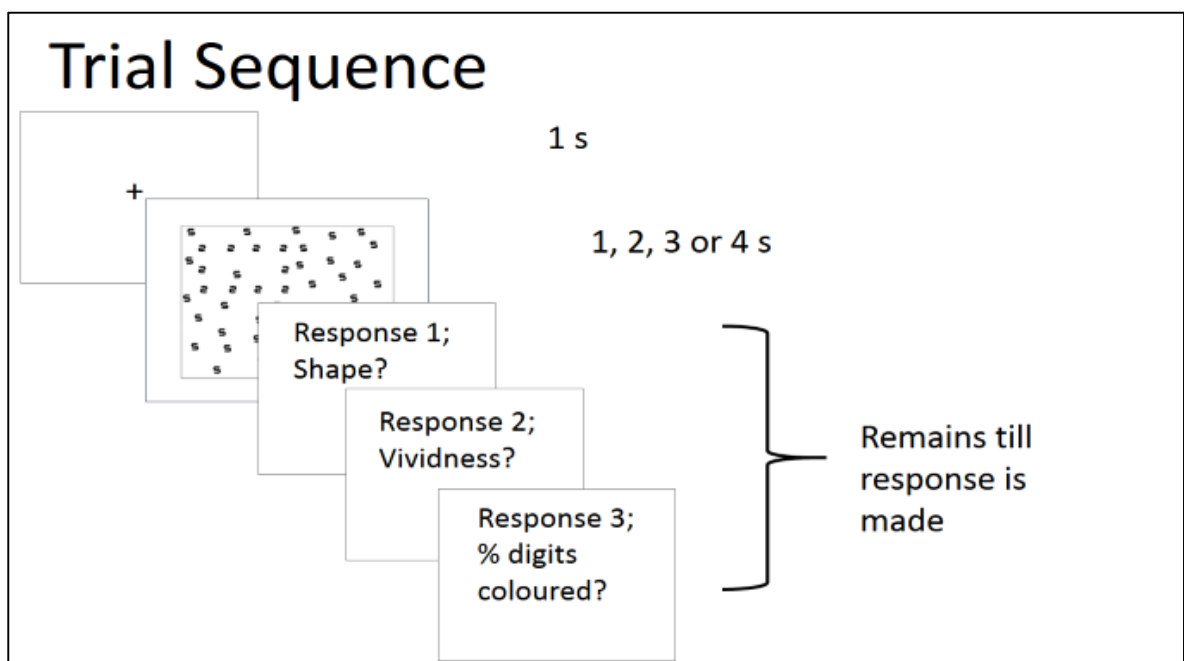 Trial Sequence
1 s
+
1, 2, 3 or 4 s
Response 1;
Shape?
Response 2;
Vividness?
Response 3;
% digits
coloured?
Remains till
response is
made